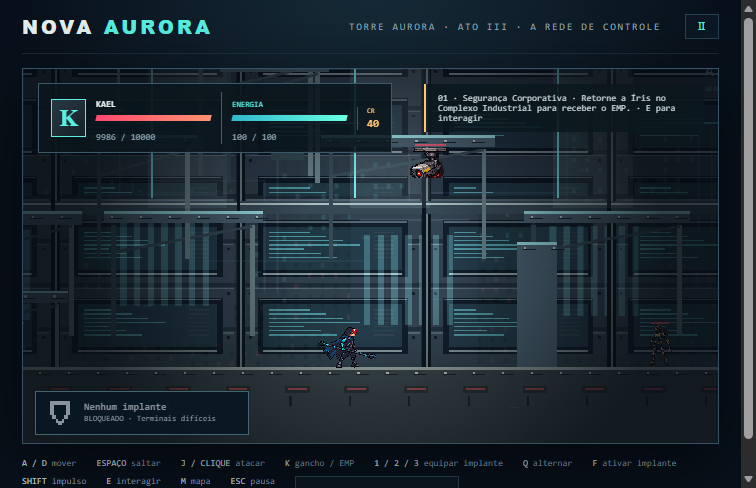 NOVA AURORA
TORRE AURORA · ATO III · A REDE DE CONTROLE
II
K
KAEL
9986 / 10000
ENERGIA
100 / 100
CR
40
01 · Segurança Corporativa · Retorne a Íris no
Complexo Industrial para receber o EMP. · E para
interagir
Nenhum implante
BLOQUEADO · Terminais difíceis
A / D mover ESPAÇO saltar J / CLIQUE atacar K gancho / EMP 1 / 2 / 3 equipar implante Q alternar F ativar implante
SHIFT impulso E interagir M mapa ESC pausa